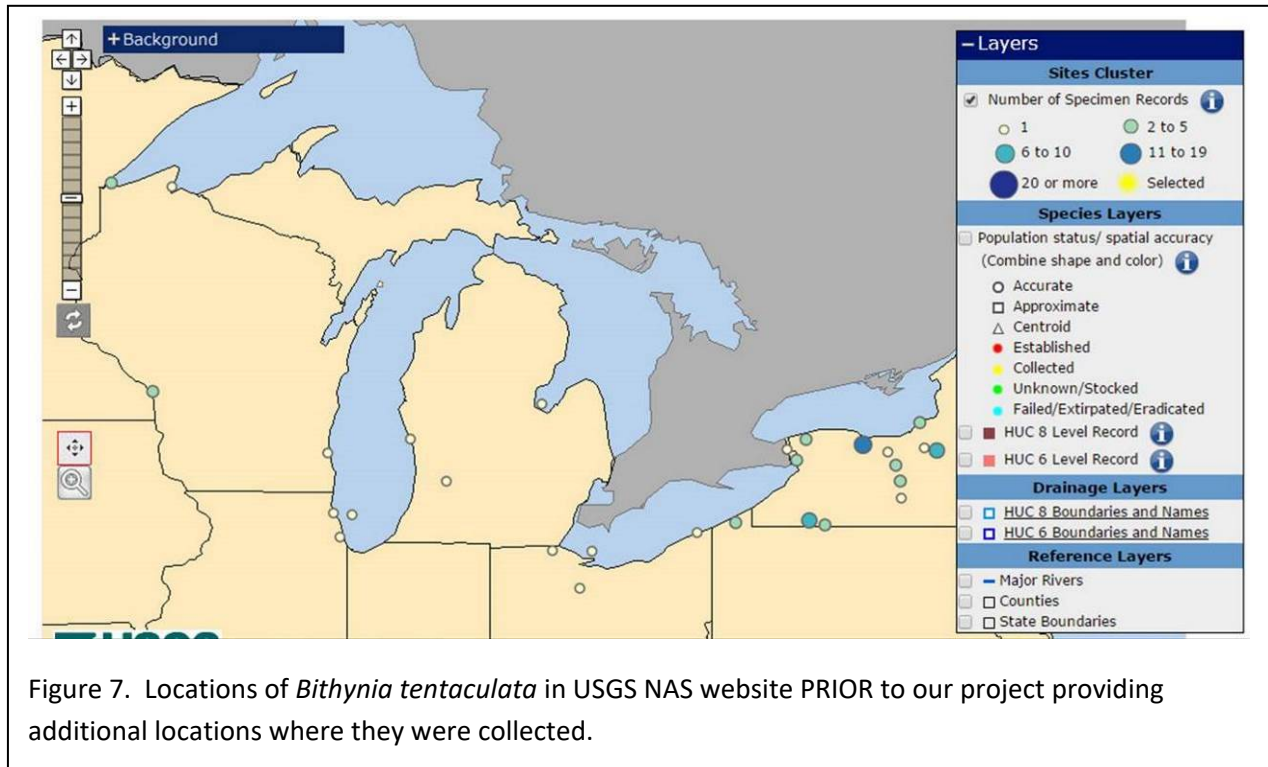 +Background
−Layers
Sites Cluster
Number of Specimen Records i
1
2 to 5
6 to 10
11 to 19
20 or more
Selected
Species Layers
Population status/ spatial accuracy
(Combine shape and color) i
Accurate
Approximate
Centroid
Established
Collected
Unknown/Stocked
Failed/Extirpated/Eradicated
HUC 8 Level Record i
HUC 6 Level Record i
Drainage Layers
HUC 8 Boundaries and Names
HUC 6 Boundaries and Names
Reference Layers
Major Rivers
Counties
State Boundaries
Figure 7. Locations of Bithynia tentaculata in USGS NAS website PRIOR to our project providing
additional locations where they were collected.